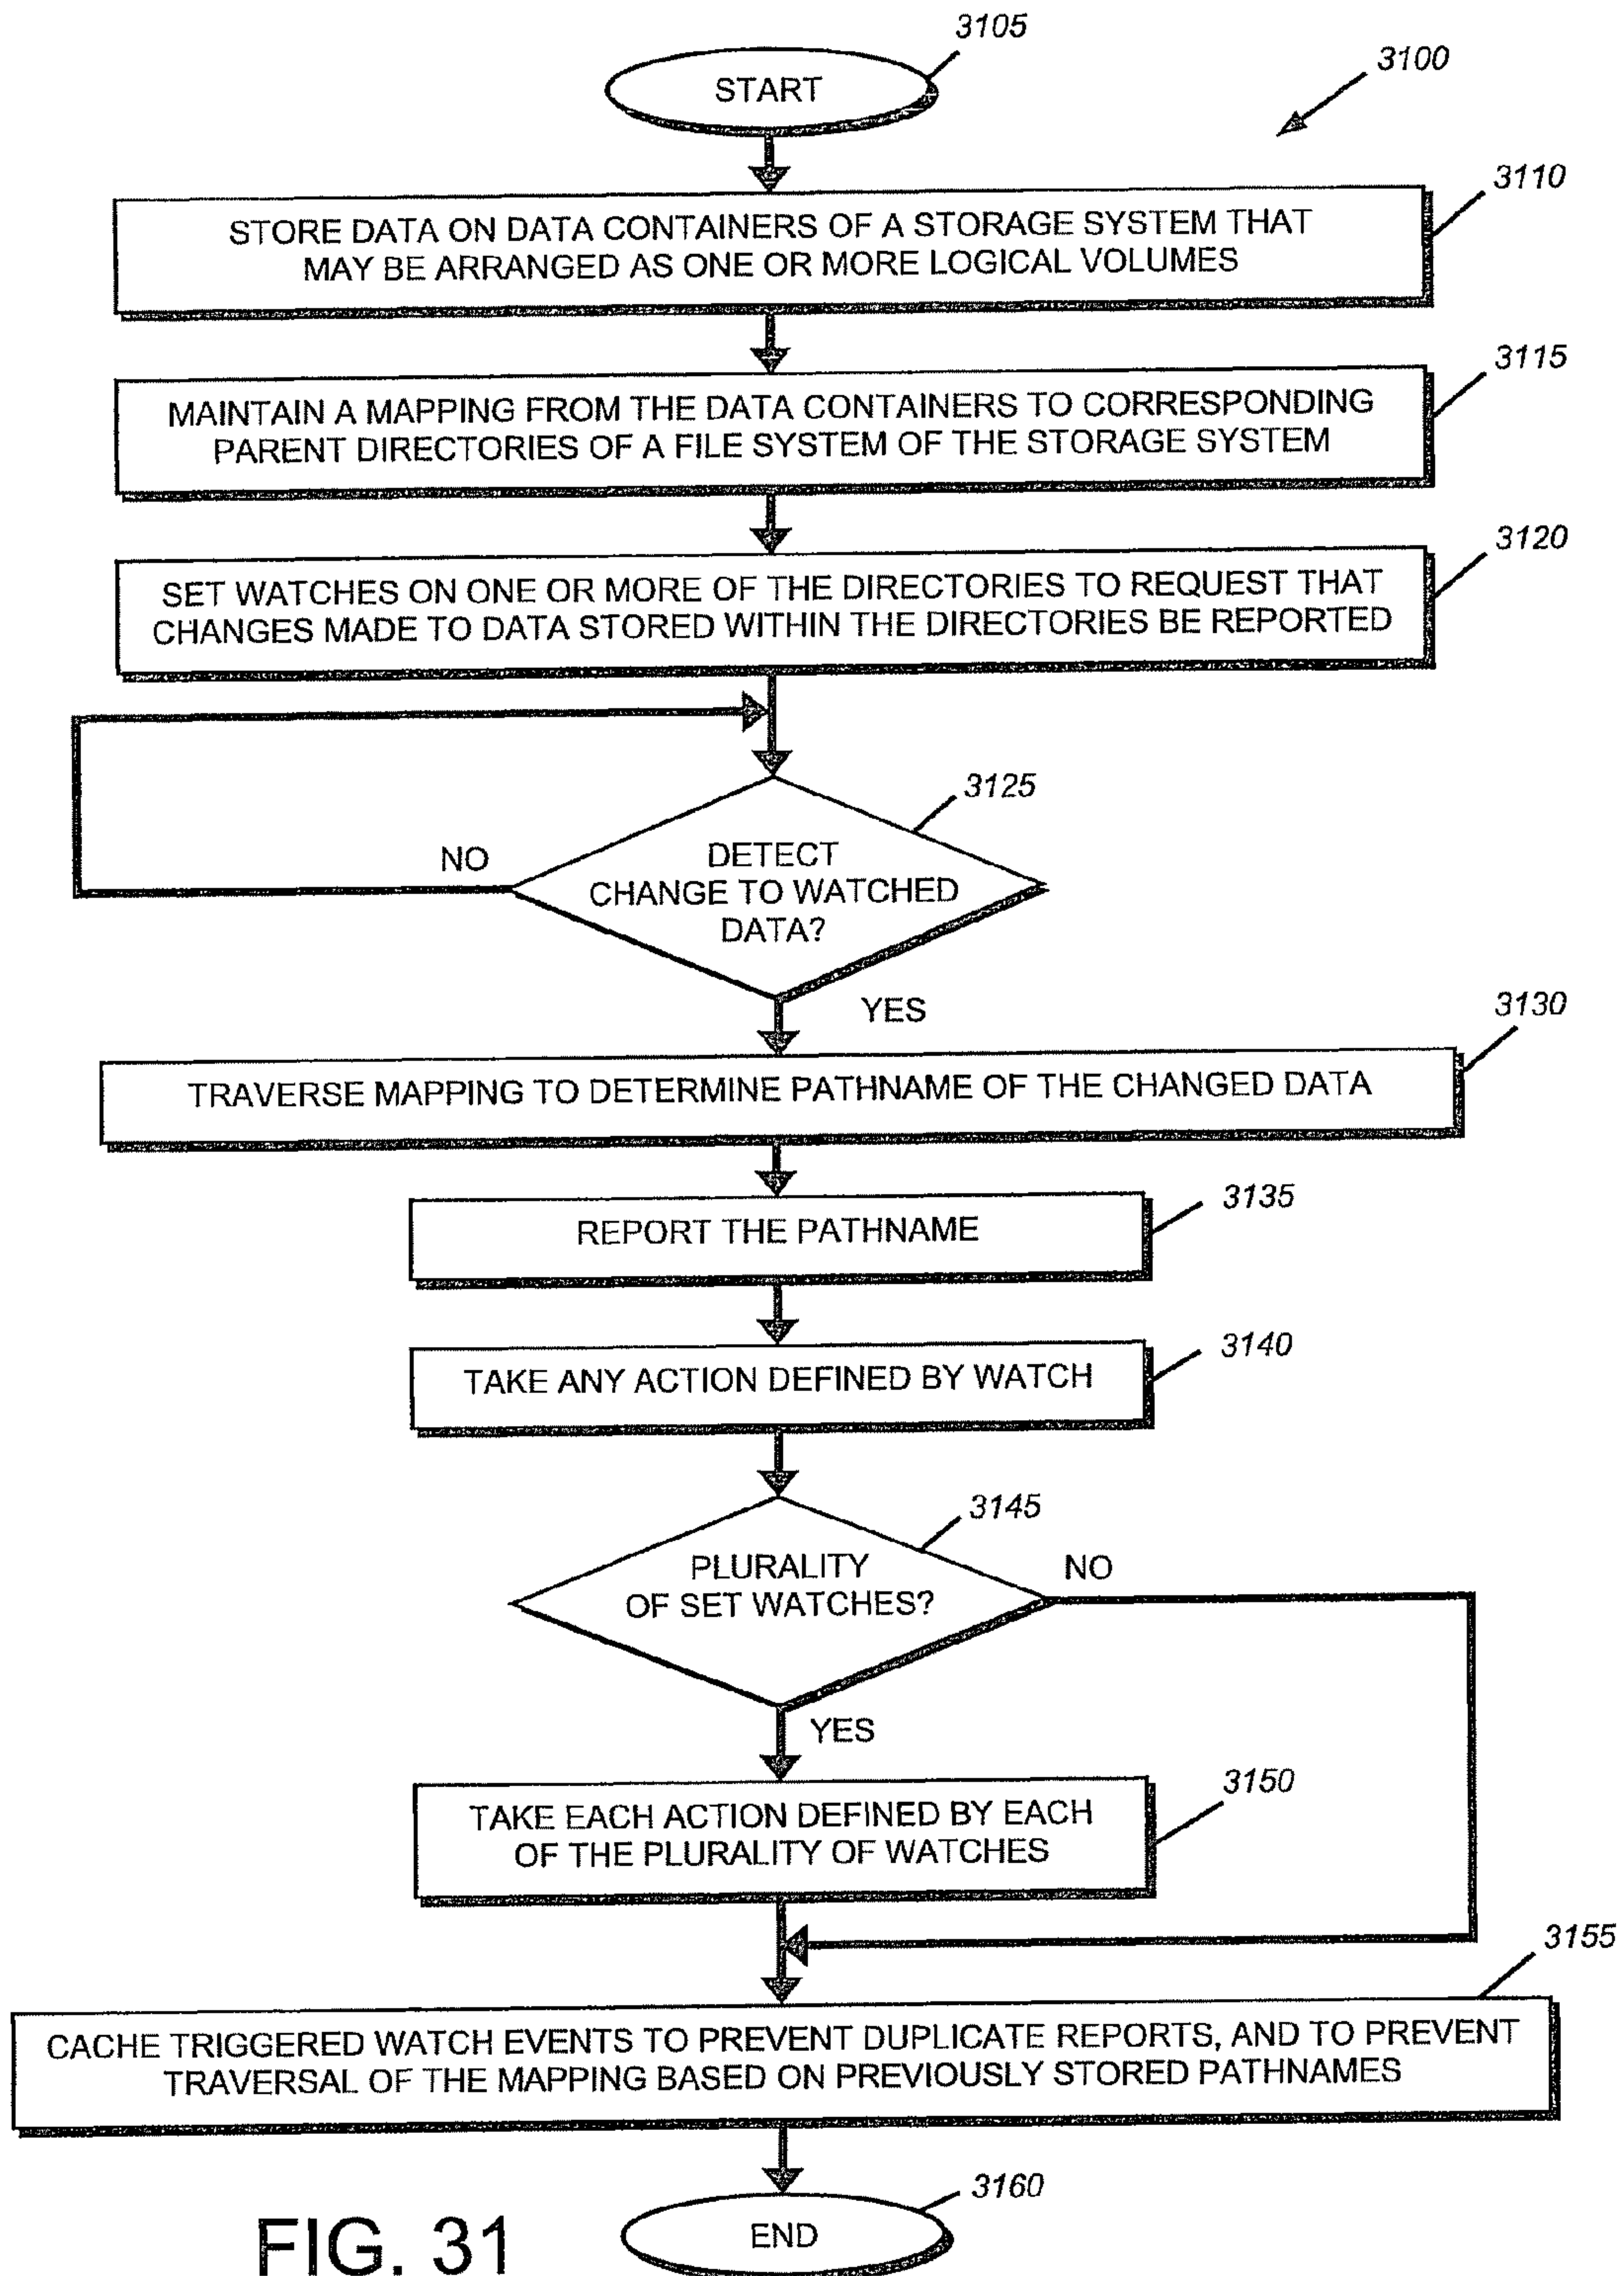 3105
START
3100
3110
STORE DATA ON DATA CONTAINERS OF A STORAGE SYSTEM THAT
MAY BE ARRANGED AS ONE OR MORE LOGICAL VOLUMES
3115
MAINTAIN A MAPPING FROM THE DATA CONTAINERS TO CORRESPONDING
PARENT DIRECTORIES OF A FILE SYSTEM OF THE STORAGE SYSTEM
3120
SET WATCHES ON ONE OR MORE OF THE DIRECTORIES TO REQUEST THAT
CHANGES MADE TO DATA STORED WITHIN THE DIRECTORIES BE REPORTED
3125
NO
DETECT
CHANGE TO WATCHED
DATA?
YES
3130
TRAVERSE MAPPING TO DETERMINE PATHNAME OF THE CHANGED DATA
3135
REPORT THE PATHNAME
3140
TAKE ANY ACTION DEFINED BY WATCH
3145
PLURALITY
OF SET WATCHES?
NO
YES
3150
TAKE EACH ACTION DEFINED BY EACH
OF THE PLURALITY OF WATCHES
3155
CACHE TRIGGERED WATCH EVENTS TO PREVENT DUPLICATE REPORTS, AND TO PREVENT
TRAVERSAL OF THE MAPPING BASED ON PREVIOUSLY STORED PATHNAMES
3160
END
FIG. 31